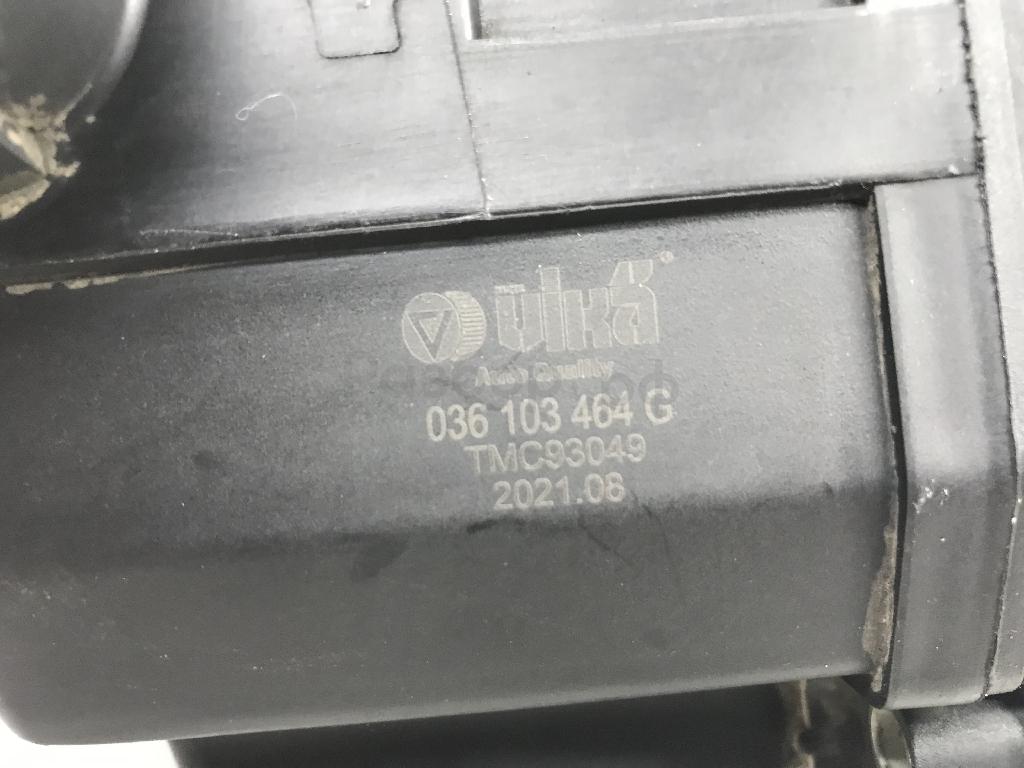 vika®
Auto Quality
036 103 464 G
TMC93049
2021.08